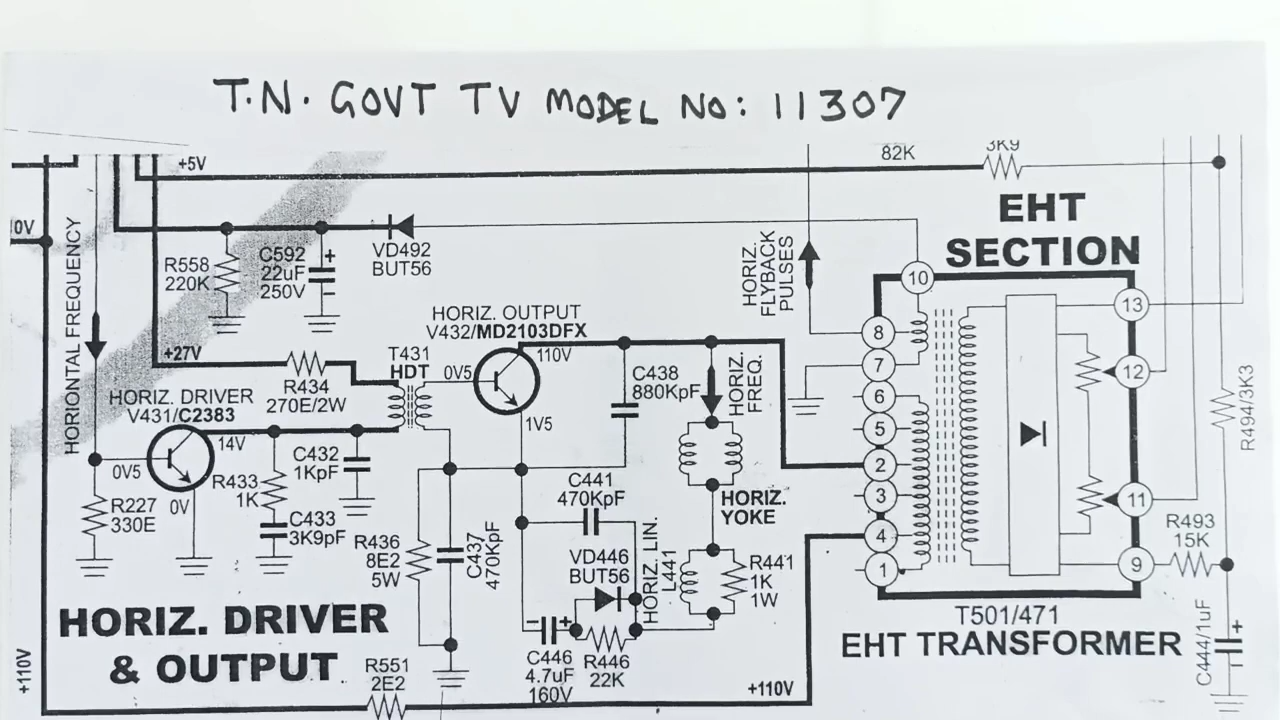 T.N. GOVT TV MODEL NO: 11307
+5V
82K
3K9
0V
HORIONTAL FREQUENCY
VD492
BUT56
R558
220K
C592
22uF
250V
+
−
HORIZ.
FLYBACK
PULSES
EHT
SECTION
10
13
8
7
12
6
5
2
3
11
4
1
9
HORIZ. OUTPUT
V432/MD2103DFX
110V
0V5
1V5
+27V
R434
270E/2W
T431
HDT
HORIZ. DRIVER
V431/C2383
14V
0V5
0V
R227
330E
R433
1K
C432
1KpF
C433
3K9pF
C438
880KpF
HORIZ.
FREQ.
HORIZ.
YOKE
R436
8E2
5W
C437
470KpF
C441
470KpF
VD446
BUT56
HORIZ. LIN.
L441
R441
1K
1W
−
+
C446
4.7uF
160V
R446
22K
R494/3K3
R493
15K
C444/1uF
+
T501/471
EHT TRANSFORMER
HORIZ. DRIVER
& OUTPUT
+110V
R551
2E2
+110V